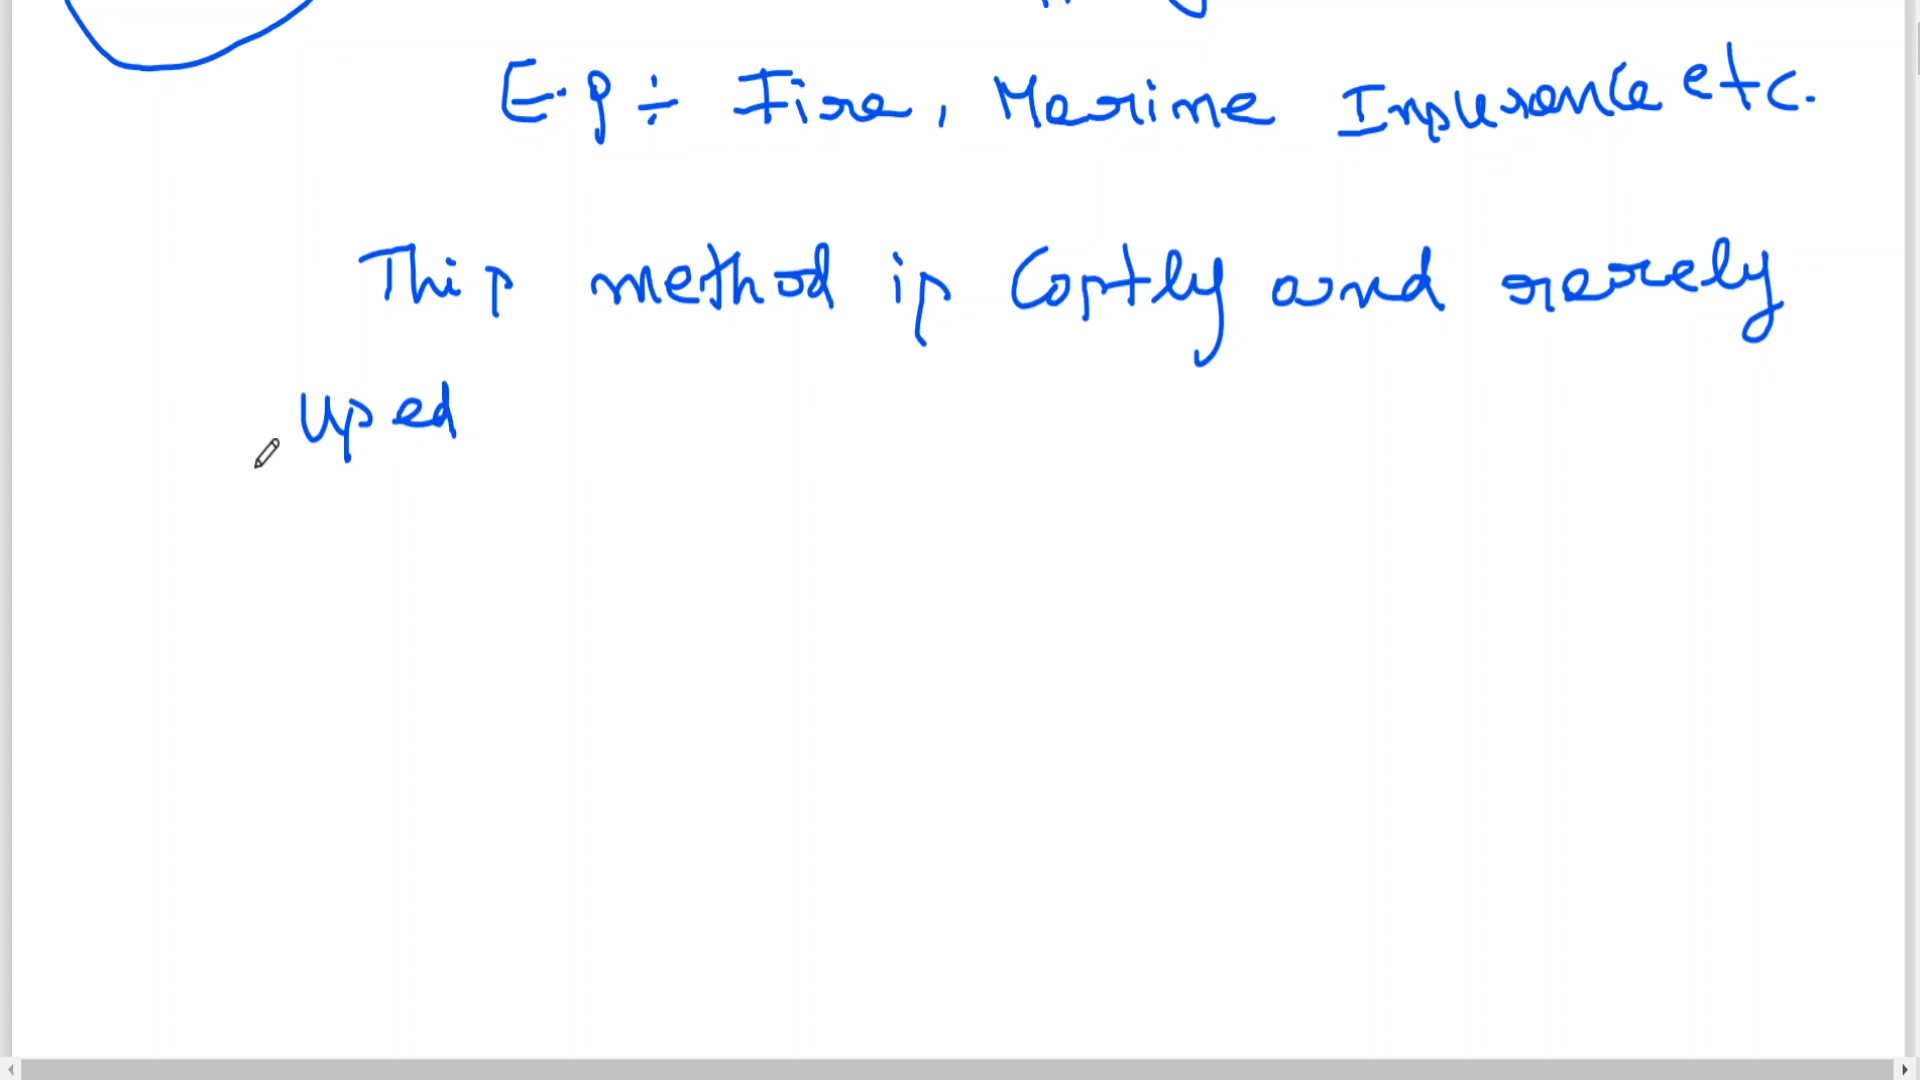 E.g ÷ Fire, Marine Insurance etc.
This method is Costly and rarely
used